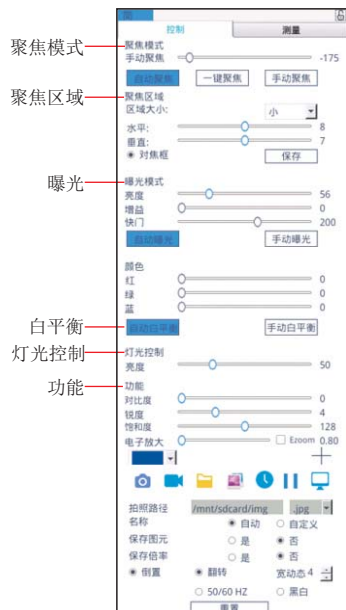 控制 测量
聚焦模式 聚焦模式
手动聚焦 -175
自动聚焦 一键聚焦 手动聚焦
聚焦区域 聚焦区域
区域大小: 小
水平: 8
垂直: 7
对焦框 保存
曝光 曝光模式
亮度 56
增益 0
快门 200
自动曝光 手动曝光
颜色
红 0
绿 0
蓝 0
白平衡 自动白平衡 手动白平衡
灯光控制 灯光控制
亮度 50
功能 功能
对比度 0
锐度 4
饱和度 128
电子放大 Ezoom 0.80
拍照路径 /mnt/sdcard/img .jpg
名称 自动 自定义
保存图元 是 否
保存倍率 是 否
倒置 翻转 宽动态 4
50/60 HZ 黑白
重置